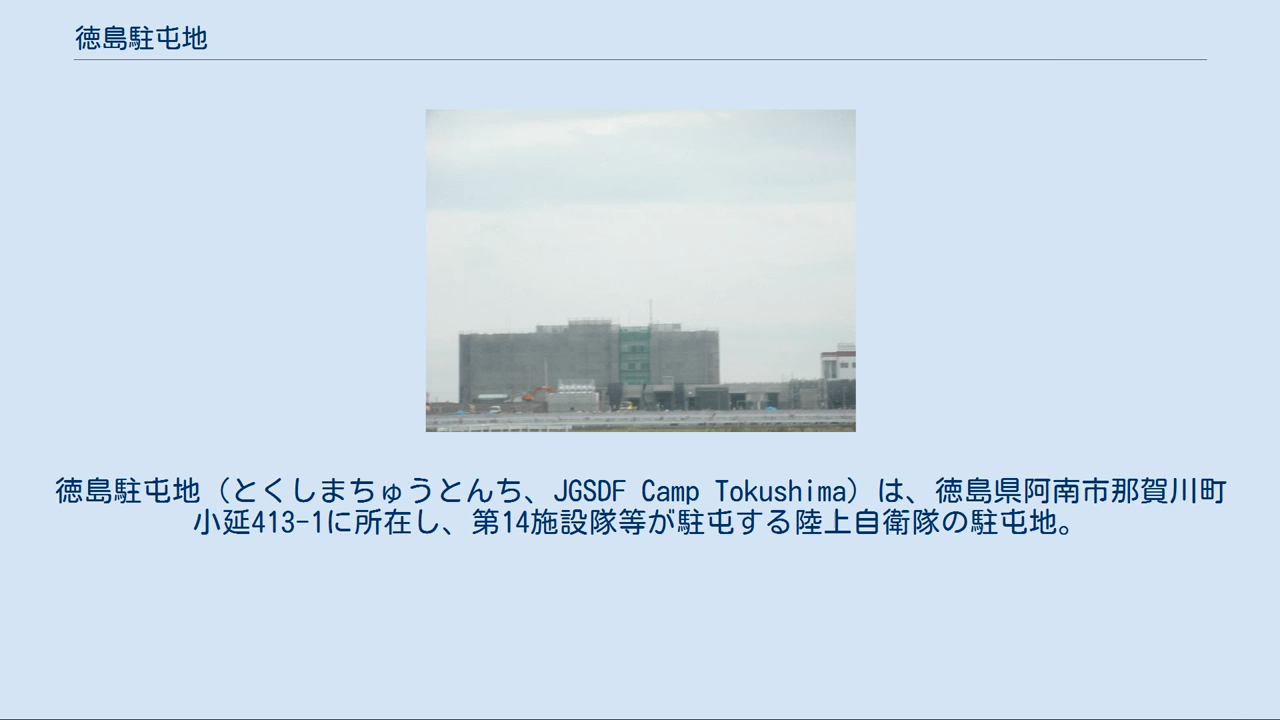 徳島駐屯地
徳島駐屯地（とくしまちゅうとんち、JGSDF Camp Tokushima）は、徳島県阿南市那賀川町
小延413-1に所在し、第14施設隊等が駐屯する陸上自衛隊の駐屯地。